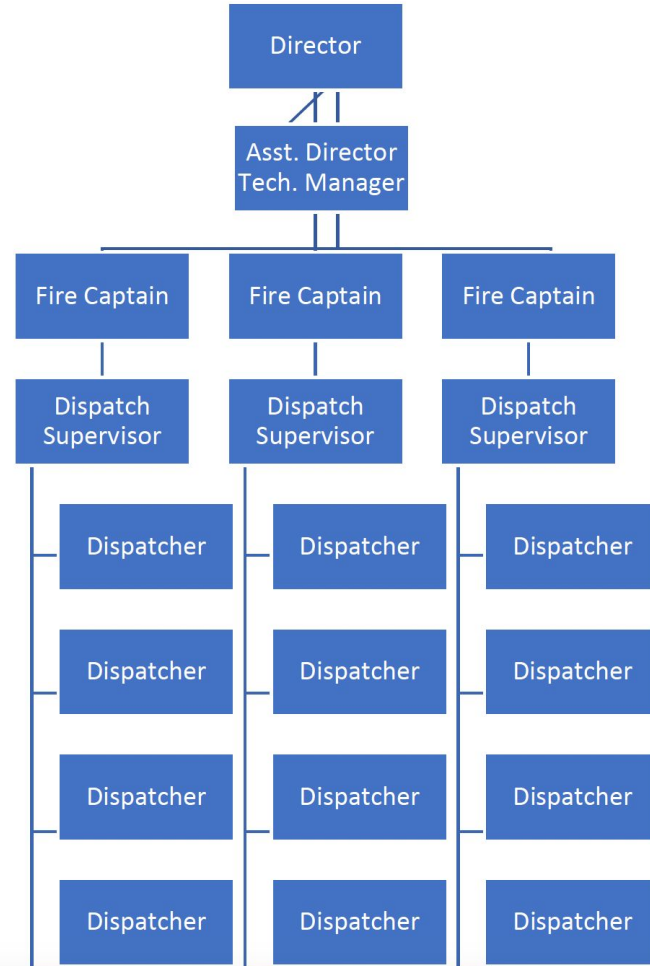 Director
Asst. Director
Tech. Manager
Fire Captain
Fire Captain
Fire Captain
Dispatch
Supervisor
Dispatch
Supervisor
Dispatch
Supervisor
Dispatcher
Dispatcher
Dispatcher
Dispatcher
Dispatcher
Dispatcher
Dispatcher
Dispatcher
Dispatcher
Dispatcher
Dispatcher
Dispatcher